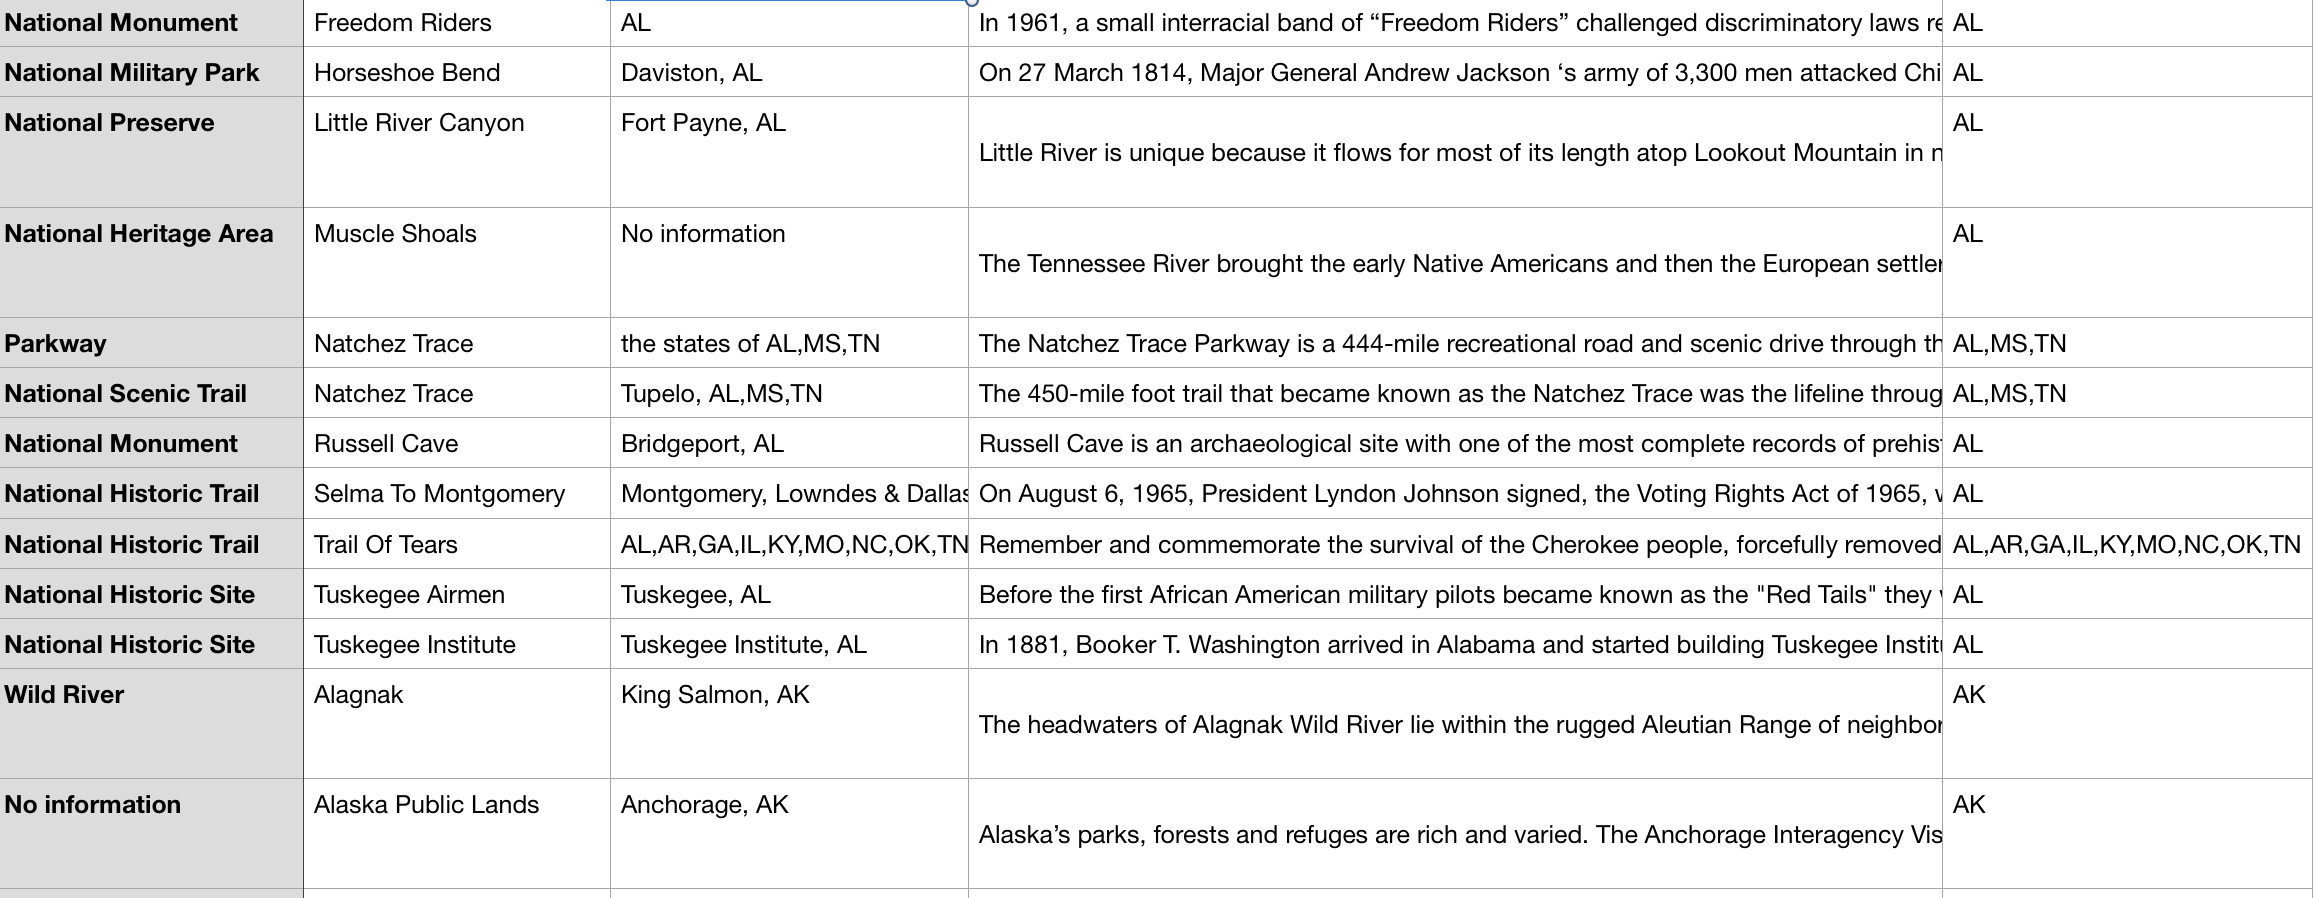 National Monument Freedom Riders AL In 1961, a small interracial band of “Freedom Riders” challenged discriminatory laws re AL
National Military Park Horseshoe Bend Daviston, AL On 27 March 1814, Major General Andrew Jackson ‘s army of 3,300 men attacked Chi AL
National Preserve Little River Canyon Fort Payne, AL Little River is unique because it flows for most of its length atop Lookout Mountain in n AL
National Heritage Area Muscle Shoals No information The Tennessee River brought the early Native Americans and then the European settler AL
Parkway Natchez Trace the states of AL,MS,TN The Natchez Trace Parkway is a 444-mile recreational road and scenic drive through th AL,MS,TN
National Scenic Trail Natchez Trace Tupelo, AL,MS,TN The 450-mile foot trail that became known as the Natchez Trace was the lifeline throug AL,MS,TN
National Monument Russell Cave Bridgeport, AL Russell Cave is an archaeological site with one of the most complete records of prehist AL
National Historic Trail Selma To Montgomery Montgomery, Lowndes & Dallas On August 6, 1965, President Lyndon Johnson signed, the Voting Rights Act of 1965, w AL
National Historic Trail Trail Of Tears AL,AR,GA,IL,KY,MO,NC,OK,TN Remember and commemorate the survival of the Cherokee people, forcefully removed AL,AR,GA,IL,KY,MO,NC,OK,TN
National Historic Site Tuskegee Airmen Tuskegee, AL Before the first African American military pilots became known as the "Red Tails" they AL
National Historic Site Tuskegee Institute Tuskegee Institute, AL In 1881, Booker T. Washington arrived in Alabama and started building Tuskegee Institu AL
Wild River Alagnak King Salmon, AK The headwaters of Alagnak Wild River lie within the rugged Aleutian Range of neighbor AK
No information Alaska Public Lands Anchorage, AK Alaska’s parks, forests and refuges are rich and varied. The Anchorage Interagency Vis AK